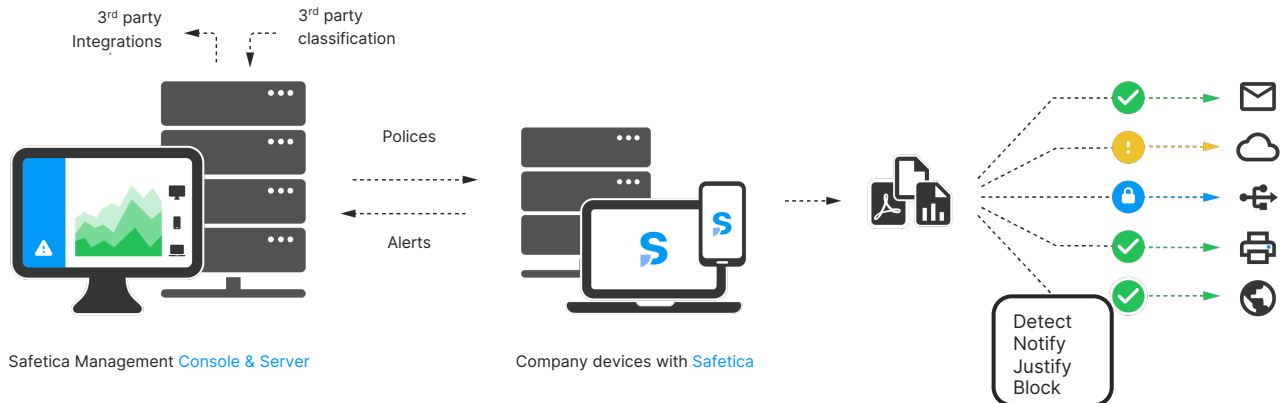 3rd party
Integrations
3rd party
classification
Polices
Alerts
Safetica Management Console & Server
Company devices with Safetica
Detect
Notify
Justify
Block